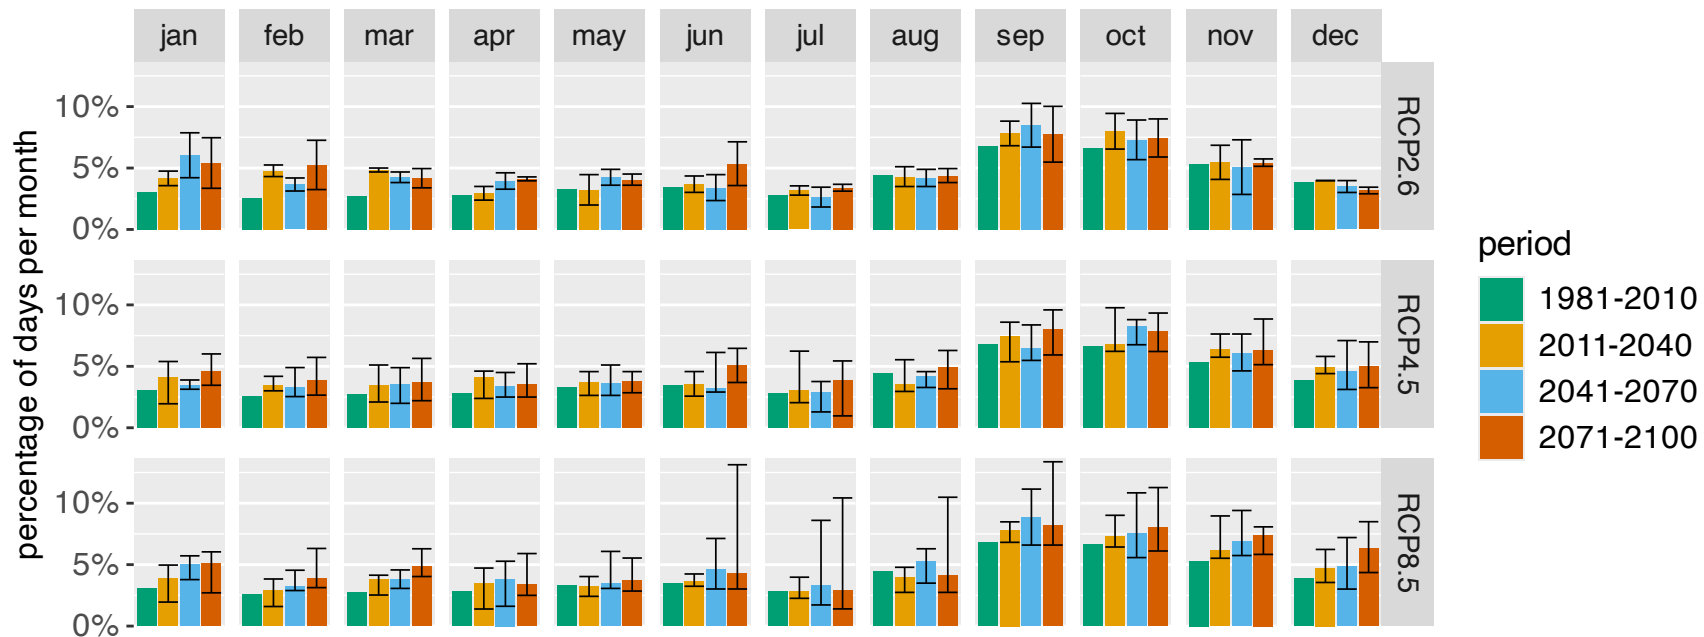 jan feb mar apr may jun jul aug sep oct nov dec
percentage of days per month
10%
5%
0%
RCP2.6
10%
5%
0%
RCP4.5
10%
5%
0%
RCP8.5
period
1981-2010
2011-2040
2041-2070
2071-2100